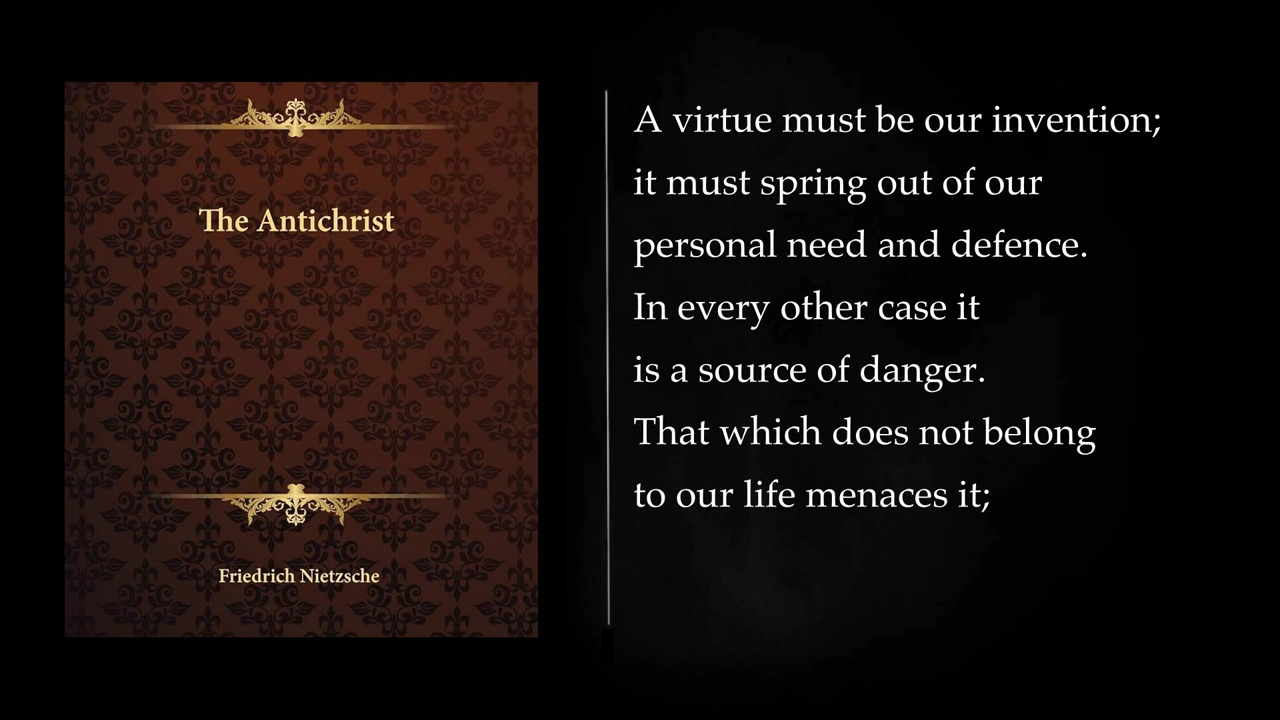 The Antichrist
Friedrich Nietzsche
A virtue must be our invention;
it must spring out of our
personal need and defence.
In every other case it
is a source of danger.
That which does not belong
to our life menaces it;